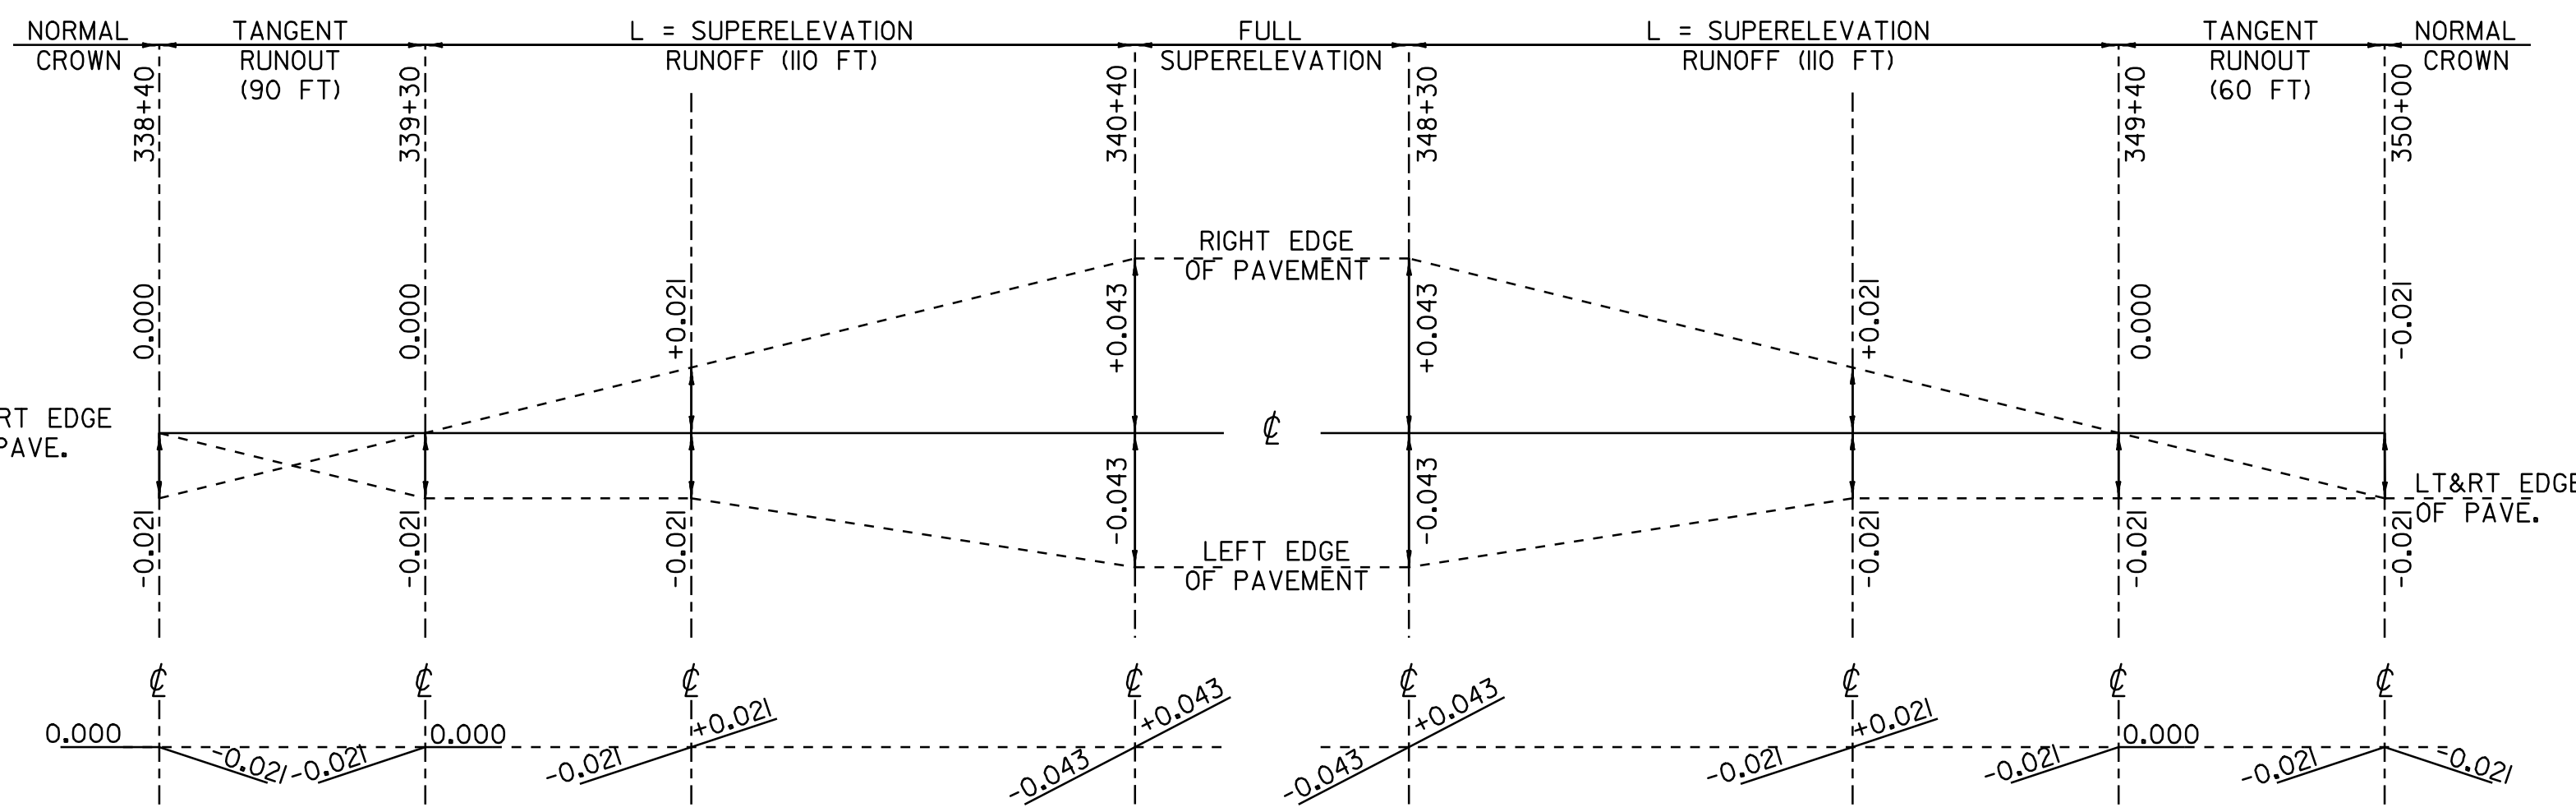 NORMAL
CROWN
TANGENT
RUNOUT
(90 FT)
L = SUPERELEVATION
RUNOFF (110 FT)
FULL
SUPERELEVATION
L = SUPERELEVATION
RUNOFF (110 FT)
TANGENT
RUNOUT
(60 FT)
NORMAL
CROWN
338+40
339+30
340+40
348+30
349+40
350+00
RIGHT EDGE
OF PAVEMENT
0.000
0.000
+0.021
+0.043
+0.043
+0.021
0.000
-0.021
RT EDGE
PAVE.
℄
-0.021
-0.021
-0.021
-0.043
-0.043
-0.021
-0.021
-0.021
LT&RT EDGE
OF PAVE.
LEFT EDGE
OF PAVEMENT
℄
℄
℄
℄
℄
℄
℄
℄
0.000
-0.021
-0.021
0.000
-0.021
+0.021
-0.043
+0.043
-0.043
+0.043
-0.021
+0.021
-0.021
0.000
-0.021
-0.021